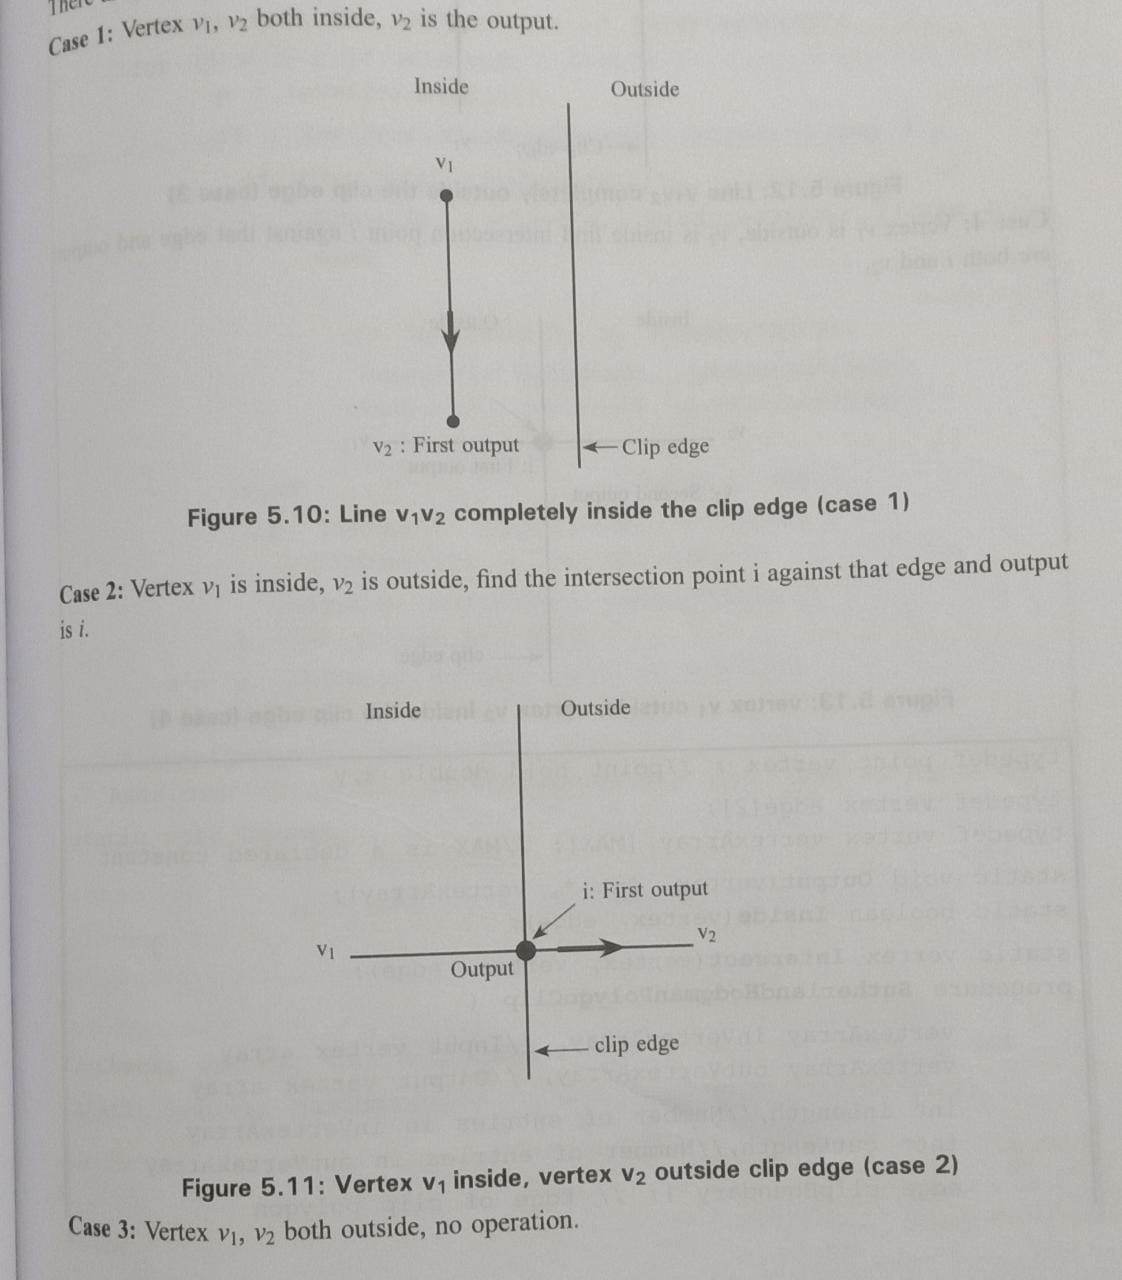 Case 1: Vertex v1, v2 both inside, v2 is the output.
Inside Outside
v1
v2 : First output Clip edge
Figure 5.10: Line v1v2 completely inside the clip edge (case 1)
Case 2: Vertex v1 is inside, v2 is outside, find the intersection point i against that edge and output
is i.
Inside Outside
i: First output
v1 v2
Output
clip edge
Figure 5.11: Vertex v1 inside, vertex v2 outside clip edge (case 2)
Case 3: Vertex v1, v2 both outside, no operation.